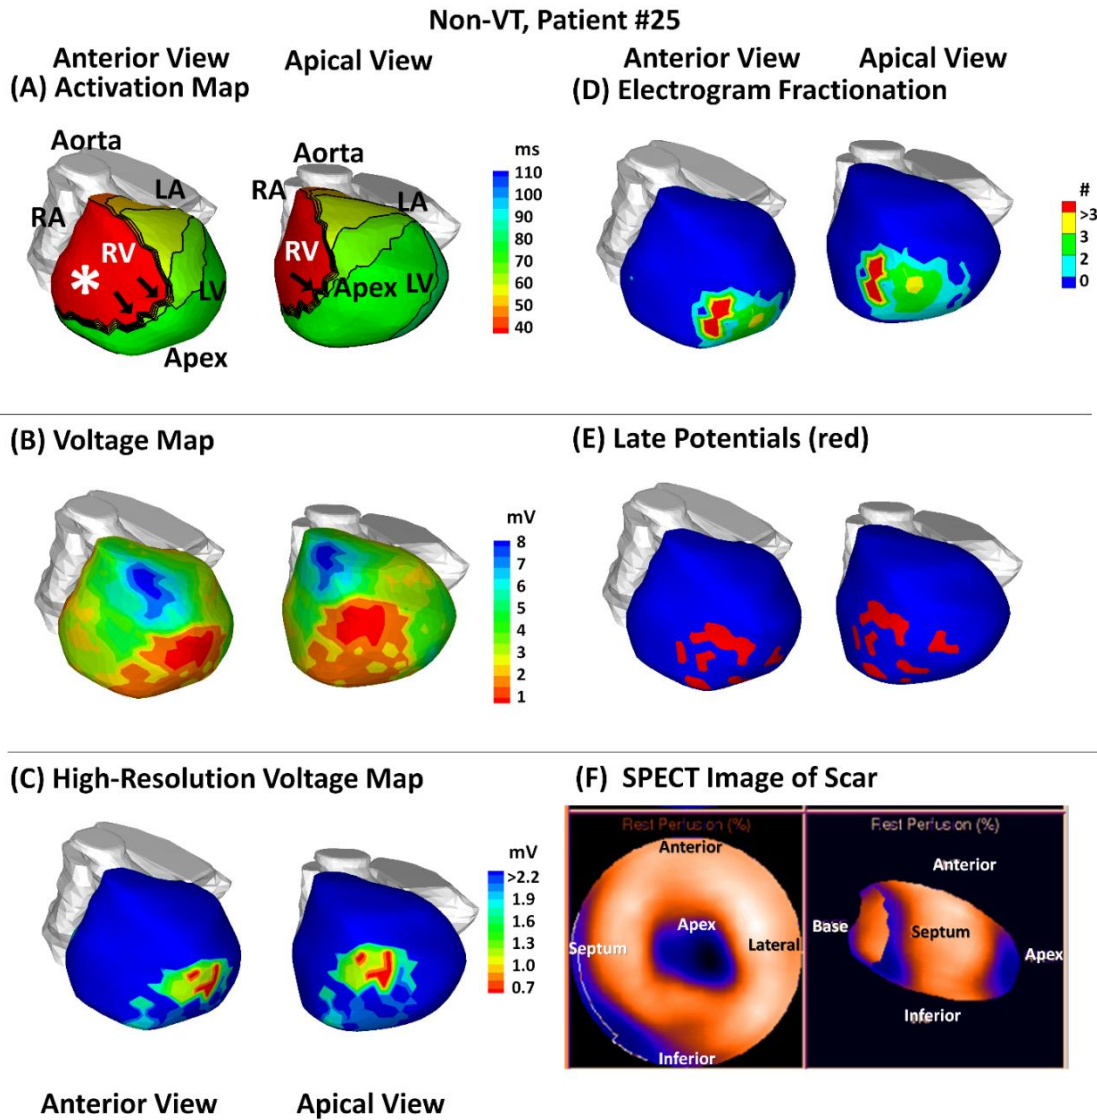 Non-VT, Patient #25
Anterior View
Apical View
(A) Activation Map
Aorta
LA
RA
RV
*
LV
Apex
Aorta
RA
LA
RV
Apex
LV
ms
110
100
90
80
70
60
50
40
Anterior View
Apical View
(D) Electrogram Fractionation
#
>3
3
2
0
(B) Voltage Map
mV
8
7
6
5
4
3
2
1
(E) Late Potentials (red)
(C) High-Resolution Voltage Map
mV
>2.2
1.9
1.6
1.3
1.0
0.7
Anterior View
Apical View
(F) SPECT Image of Scar
Rest Perfusion (%)
Anterior
Apex
Septum
Lateral
Inferior
Rest Perfusion (%)
Anterior
Base
Septum
Apex
Inferior